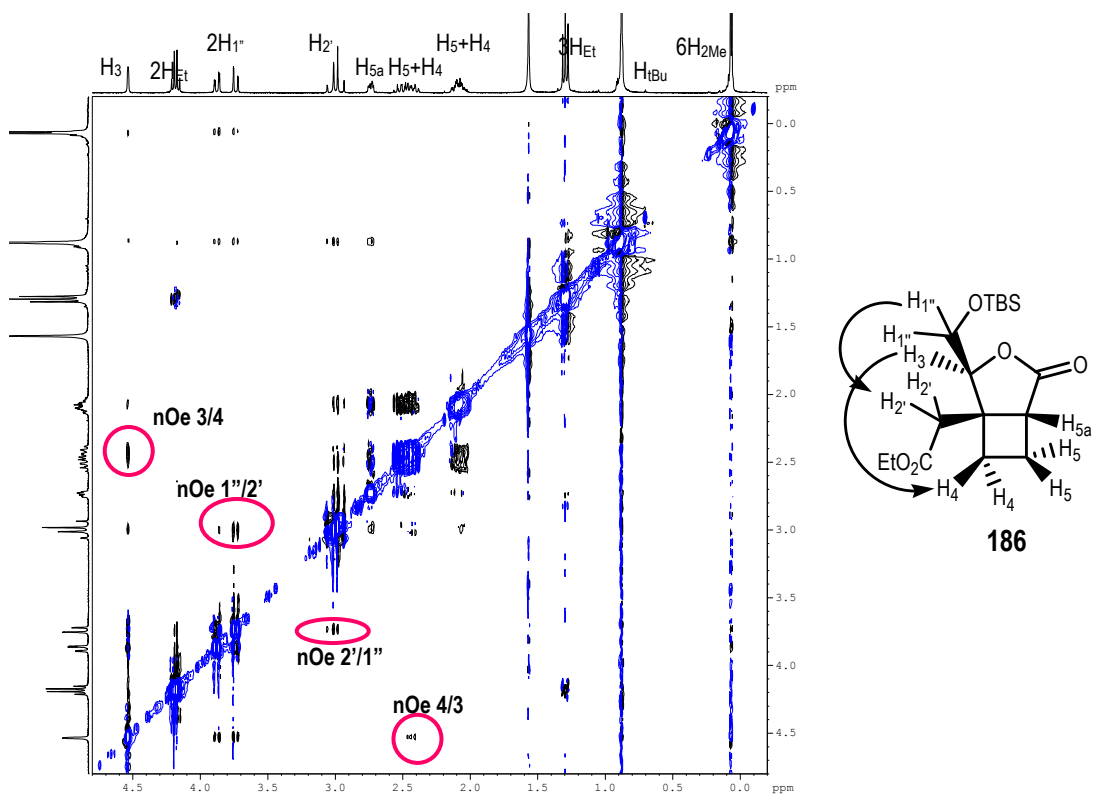 H3 2HEt 2H1" H2' H5a H5+H4 H5+H4 3HEt HtBu 6H2Me
ppm
0.0
0.5
1.0
1.5
2.0
2.5
3.0
3.5
4.0
4.5
4.5 4.0 3.5 3.0 2.5 2.0 1.5 1.0 0.5 0.0 ppm
nOe 3/4
nOe 1"/2'
nOe 2'/1"
nOe 4/3
H1" OTBS
H1"
H3 O O
H2'
H2' H5a
EtO2C H5
H4 H4 H5
186